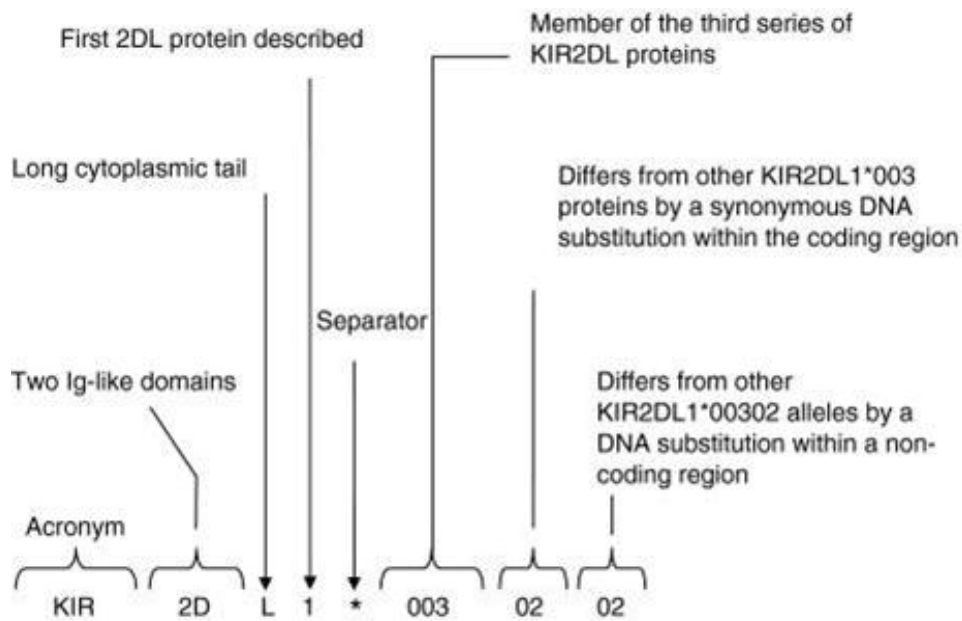 First 2DL protein described
Member of the third series of
KIR2DL proteins
Long cytoplasmic tail
Differs from other KIR2DL1*003
proteins by a synonymous DNA
substitution within the coding region
Separator
Two Ig-like domains
Differs from other
KIR2DL1*00302 alleles by a
DNA substitution within a non-
coding region
Acronym
KIR 2D L 1 * 003 02 02